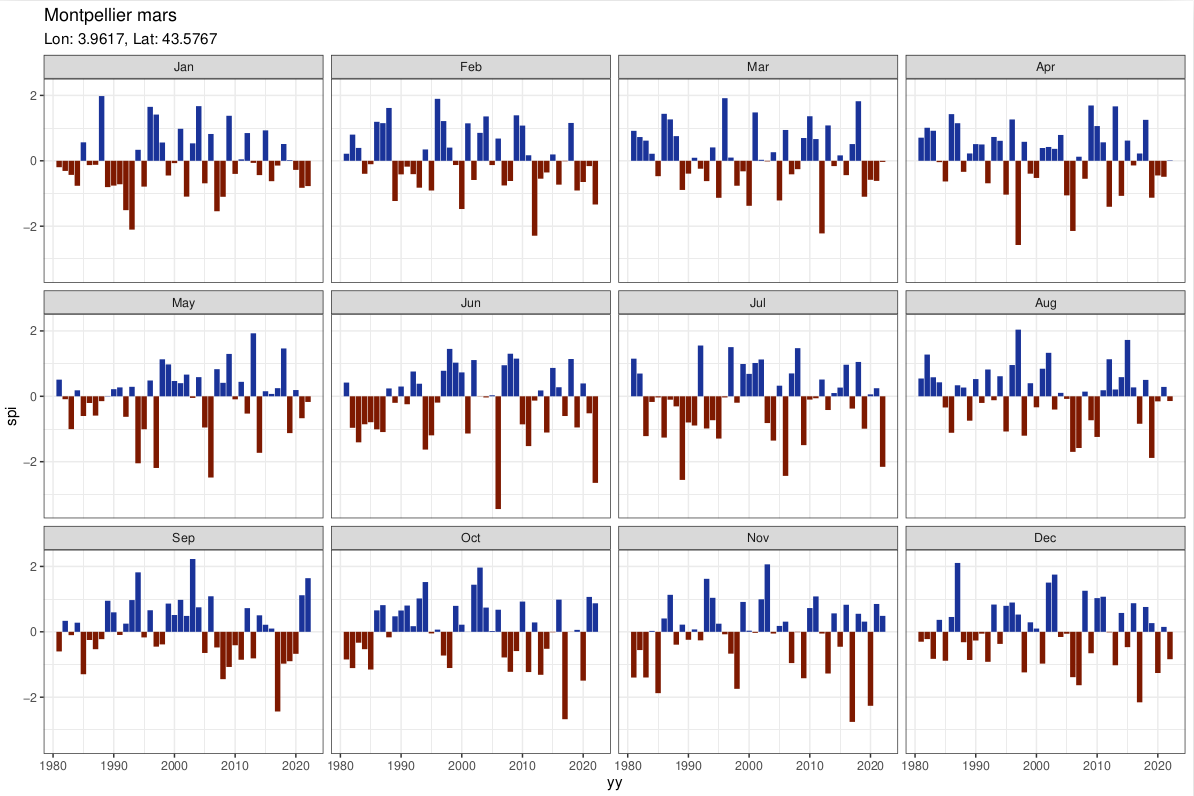 Montpellier mars
Lon: 3.9617, Lat: 43.5767
Jan Feb Mar Apr
2
0
−2
May Jun Jul Aug
2
0
−2
spi
Sep Oct Nov Dec
2
0
−2
1980 1990 2000 2010 2020 1980 1990 2000 2010 2020 1980 1990 2000 2010 2020 1980 1990 2000 2010 2020
yy